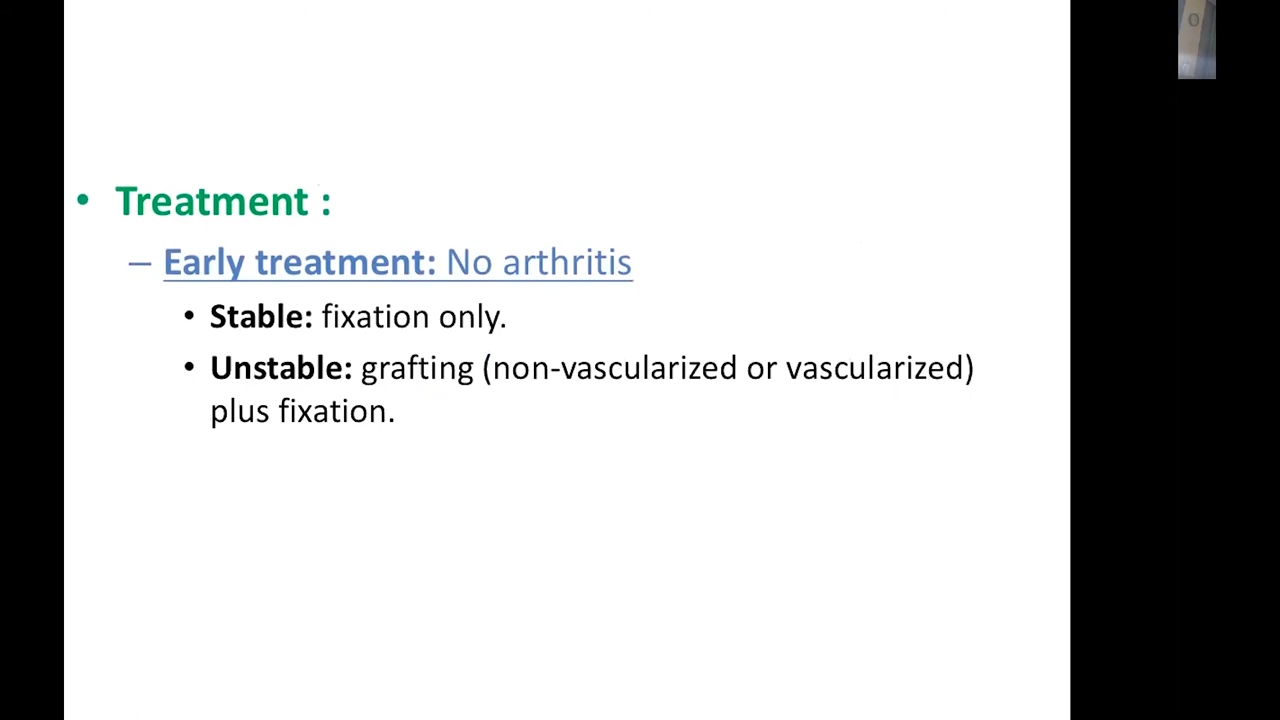 • Treatment :
– Early treatment: No arthritis
• Stable: fixation only.
• Unstable: grafting (non-vascularized or vascularized)
plus fixation.